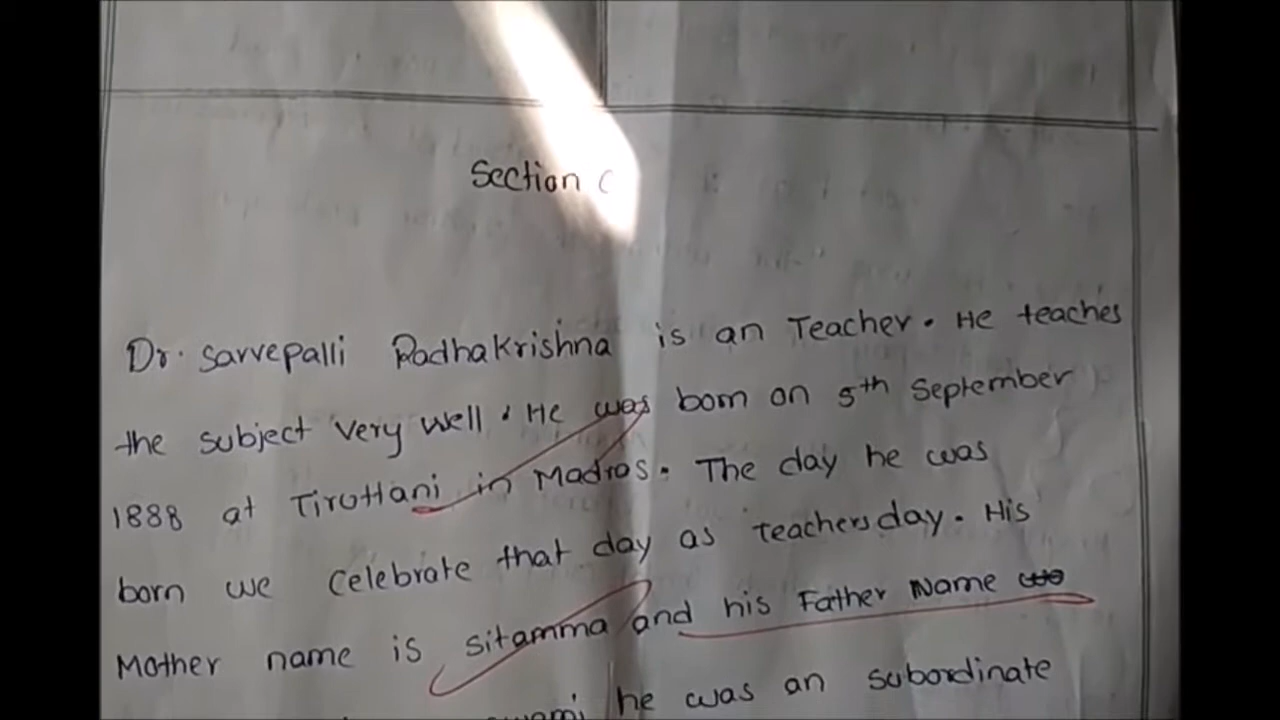 Section C
Dr. Sarvepalli Radhakrishna is an Teacher. He teaches
the subject very well. He was born on 5th September
1888 at Tiruttani in Madras. The day he was
born we celebrate that day as teachersday. His
Mother name is Sitamma and his Father Name
he was an subordinate